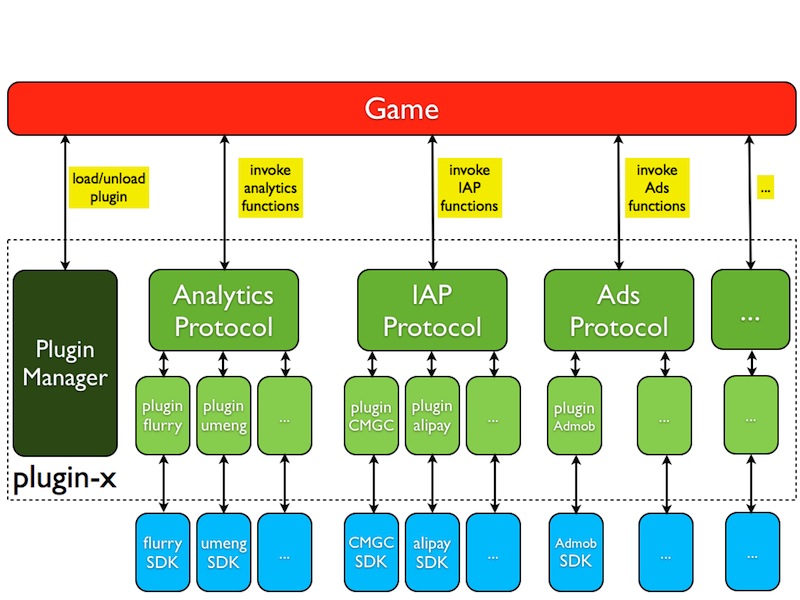 Game
load/unload
plugin
invoke
analytics
functions
invoke
IAP
functions
invoke
Ads
functions
...
Plugin
Manager
Analytics
Protocol
IAP
Protocol
Ads
Protocol
...
plugin
flurry
plugin
umeng
...
plugin
CMGC
plugin
alipay
...
plugin
Admob
...
...
plugin-x
flurry
SDK
umeng
SDK
...
CMGC
SDK
alipay
SDK
...
Admob
SDK
...
...